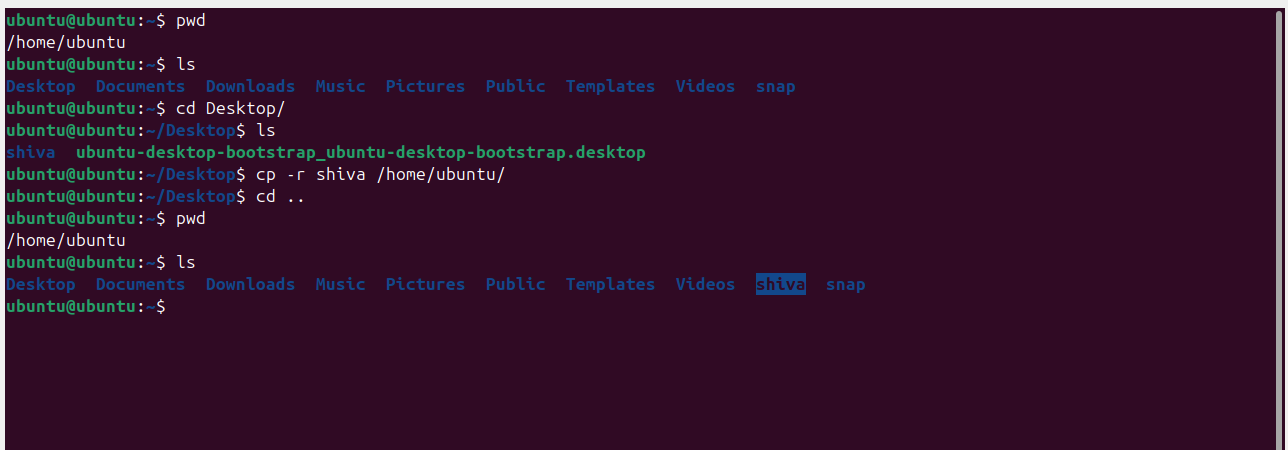 ubuntu@ubuntu:~$ pwd
/home/ubuntu
ubuntu@ubuntu:~$ ls
Desktop  Documents  Downloads  Music  Pictures  Public  Templates  Videos  snap
ubuntu@ubuntu:~$ cd Desktop/
ubuntu@ubuntu:~/Desktop$ ls
shiva  ubuntu-desktop-bootstrap_ubuntu-desktop-bootstrap.desktop
ubuntu@ubuntu:~/Desktop$ cp -r shiva /home/ubuntu/
ubuntu@ubuntu:~/Desktop$ cd ..
ubuntu@ubuntu:~$ pwd
/home/ubuntu
ubuntu@ubuntu:~$ ls
Desktop  Documents  Downloads  Music  Pictures  Public  Templates  Videos  shiva  snap
ubuntu@ubuntu:~$